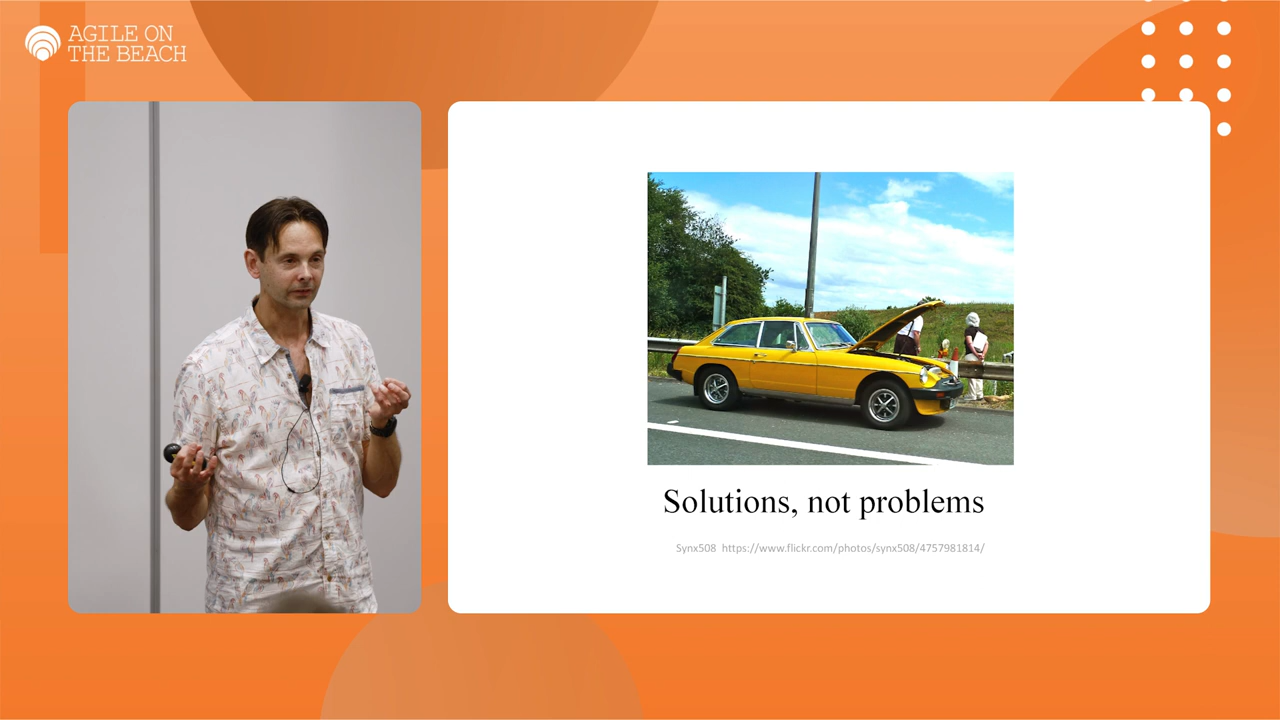 AGILE ON
THE BEACH
Solutions, not problems
Synx508 https://www.flickr.com/photos/synx508/4757981814/